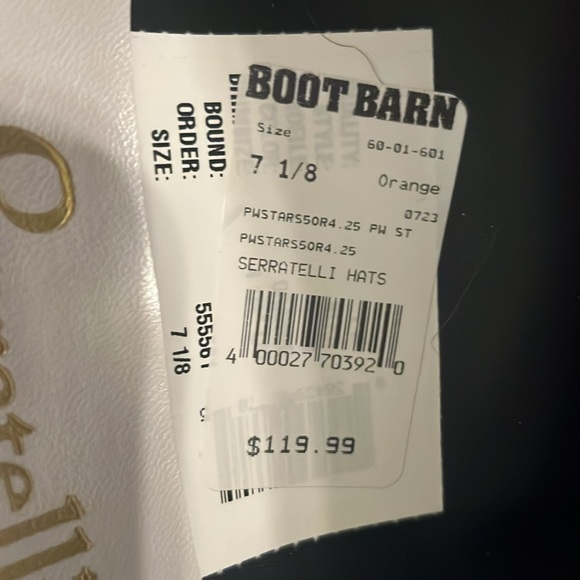 BOOT BARN
Size 60-01-601
7 1/8 Orange
0723
PWSTARS50R4.25 PW ST
PWSTARS50R4.25
SERRATELLI HATS
4 00027 70392 0
$119.99
BOUND:
ORDER:
SIZE:
7 1/8